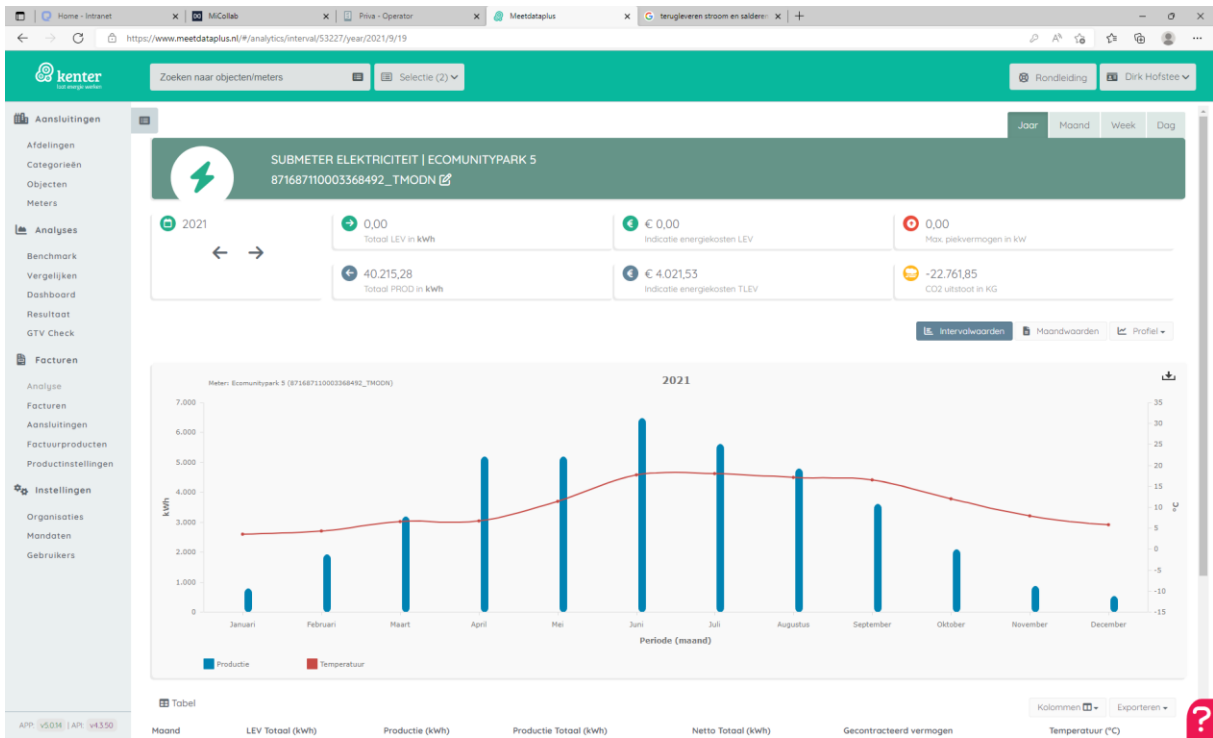 Home - Intranet
MiCollab
Priva - Operator
Meetdataplus
terugleveren stroom en salderen
https://www.meetdataplus.nl/#/analytics/interval/53227/year/2021/9/19
kenter
laat energie werken
Zoeken naar objecten/meters
Selectie (2)
Rondleiding
Dirk Hofstee
Aansluitingen
Afdelingen
Categorieën
Objecten
Meters
Analyses
Benchmark
Vergelijken
Dashboard
Resultaat
GTV Check
Facturen
Analyse
Facturen
Aansluitingen
Factuurproducten
Productinstellingen
Instellingen
Organisaties
Mandaten
Gebruikers
APP: v5.0.14 | API: v4.3.50
Jaar Maand Week Dag
SUBMETER ELEKTRICITEIT | ECOMUNITYPARK 5
871687110003368492_TMODN
2021
0,00
Totaal LEV in kWh
€ 0,00
Indicatie energiekosten LEV
0,00
Max. piekvermogen in kW
40.215,28
Totaal PROD in kWh
€ 4.021,53
Indicatie energiekosten TLEV
-22.761,85
CO2 uitstoot in KG
Intervalwaarden Maandwaarden Profiel
Meter: Ecomunitypark 5 (871687110003368492_TMODN)
2021
7.000
6.000
5.000
4.000
3.000
2.000
1.000
0
kWh
35
30
25
20
15
10
5
0
-5
-10
-15
°C
Januari Februari Maart April Mei Juni Juli Augustus September Oktober November December
Periode (maand)
Productie Temperatuur
Tabel
Kolommen Exporteren
Maand LEV Totaal (kWh) Productie (kWh) Productie Totaal (kWh) Netto Totaal (kWh) Gecontracteerd vermogen Temperatuur (°C)
?